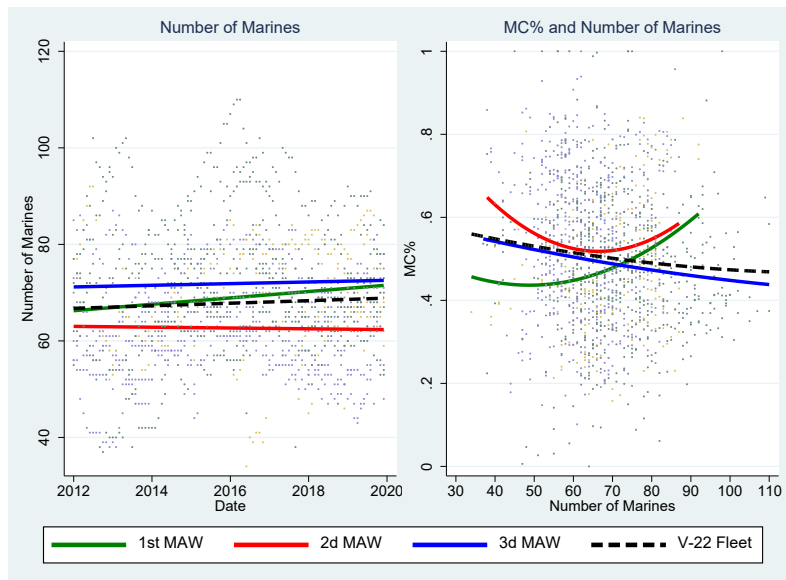 Number of Marines
MC% and Number of Marines
Number of Marines
120
100
80
60
40
2012 2014 2016 2018 2020
Date
MC%
1
.8
.6
.4
.2
0
30 40 50 60 70 80 90 100 110
Number of Marines
1st MAW 2d MAW 3d MAW V-22 Fleet